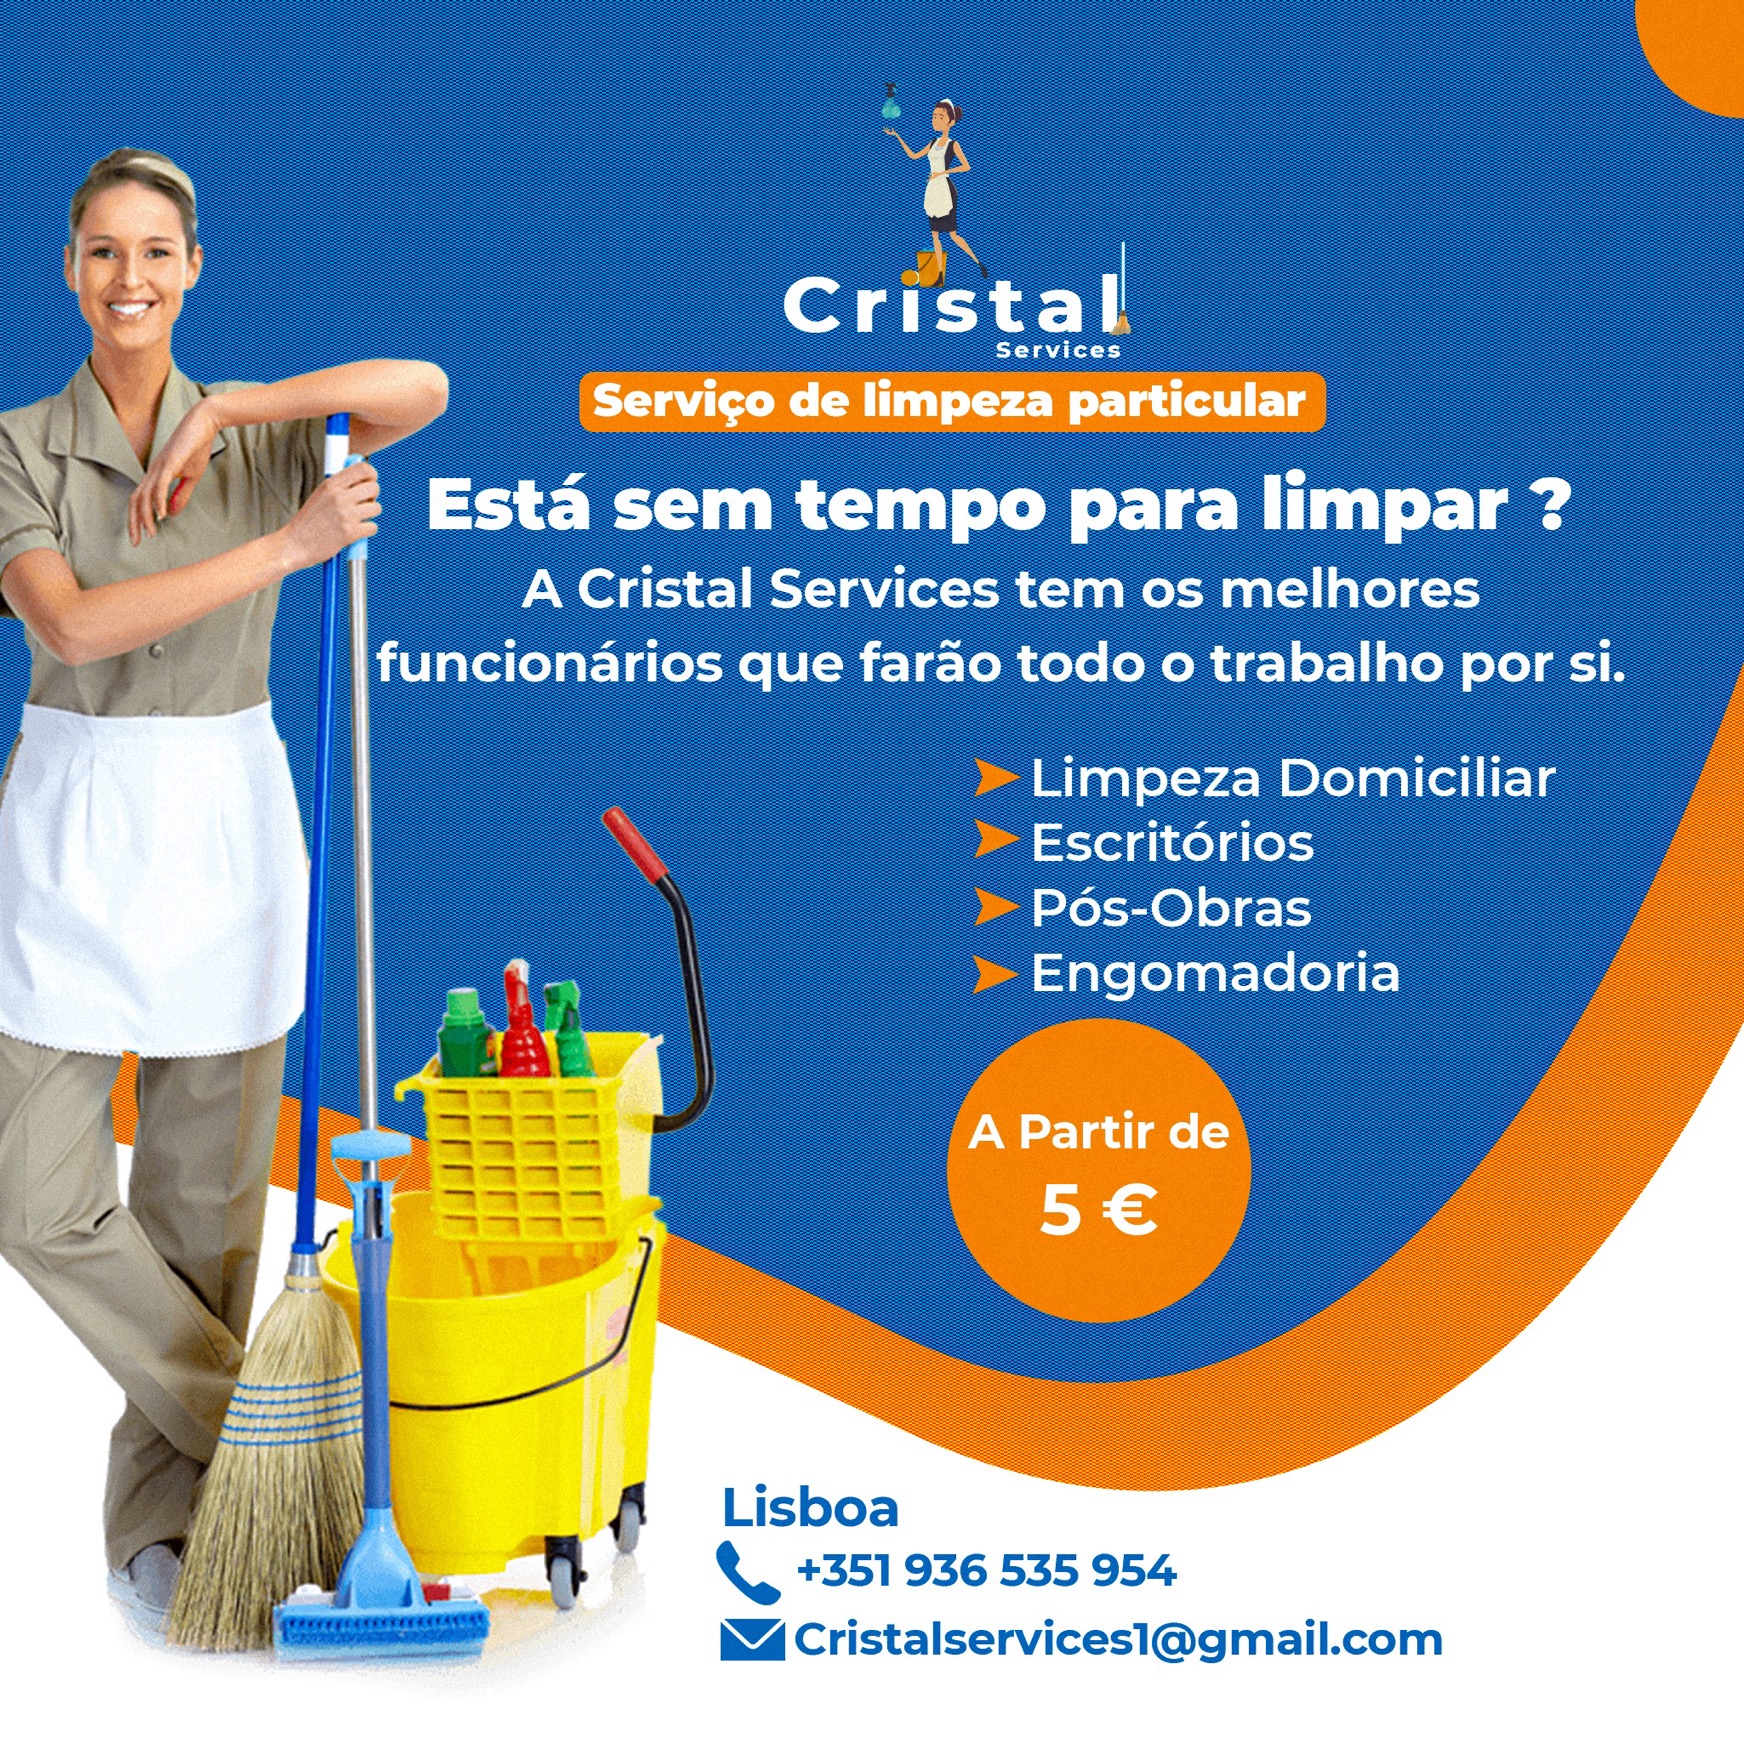 Cristal
Services
Serviço de limpeza particular
Está sem tempo para limpar ?
A Cristal Services tem os melhores
funcionários que farão todo o trabalho por si.
Limpeza Domiciliar
Escritórios
Pós-Obras
Engomadoria
A Partir de
5 €
Lisboa
+351 936 535 954
Cristalservices1@gmail.com